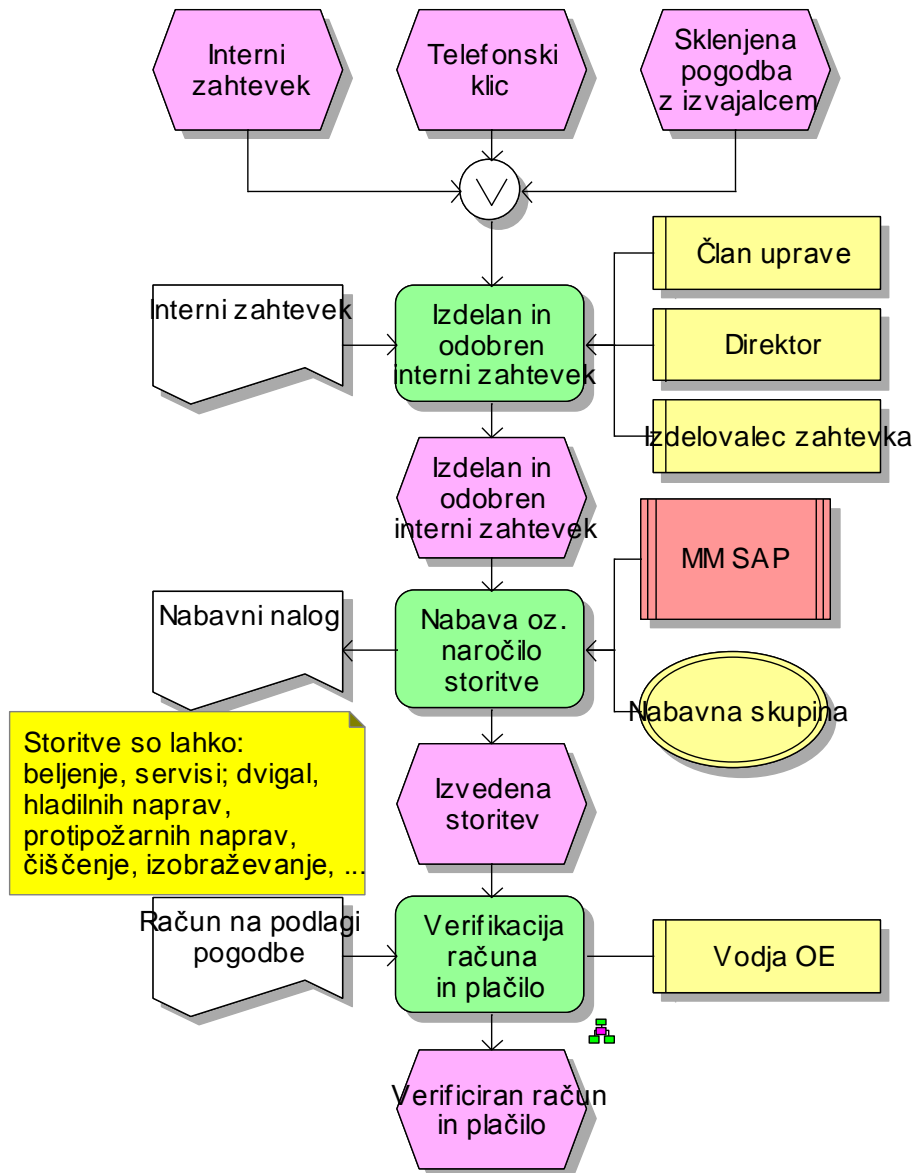 Interni
zahtevek
Telefonski
klic
Sklenjena
pogodba
z izvajalcem
Interni zahtevek
Izdelan in
odobren
interni zahtevek
Član uprave
Direktor
Izdelovalec zahtevka
Izdelan in
odobren
interni zahtevek
MM SAP
Nabavni nalog
Nabava oz.
naročilo
storitve
Nabavna skupina
Storitve so lahko:
beljenje, servisi; dvigal,
hladilnih naprav,
protipožarnih naprav,
čiščenje, izobraževanje, ...
Izvedena
storitev
Račun na podlagi
pogodbe
Verifikacija
računa
in plačilo
Vodja OE
Verificiran račun
in plačilo